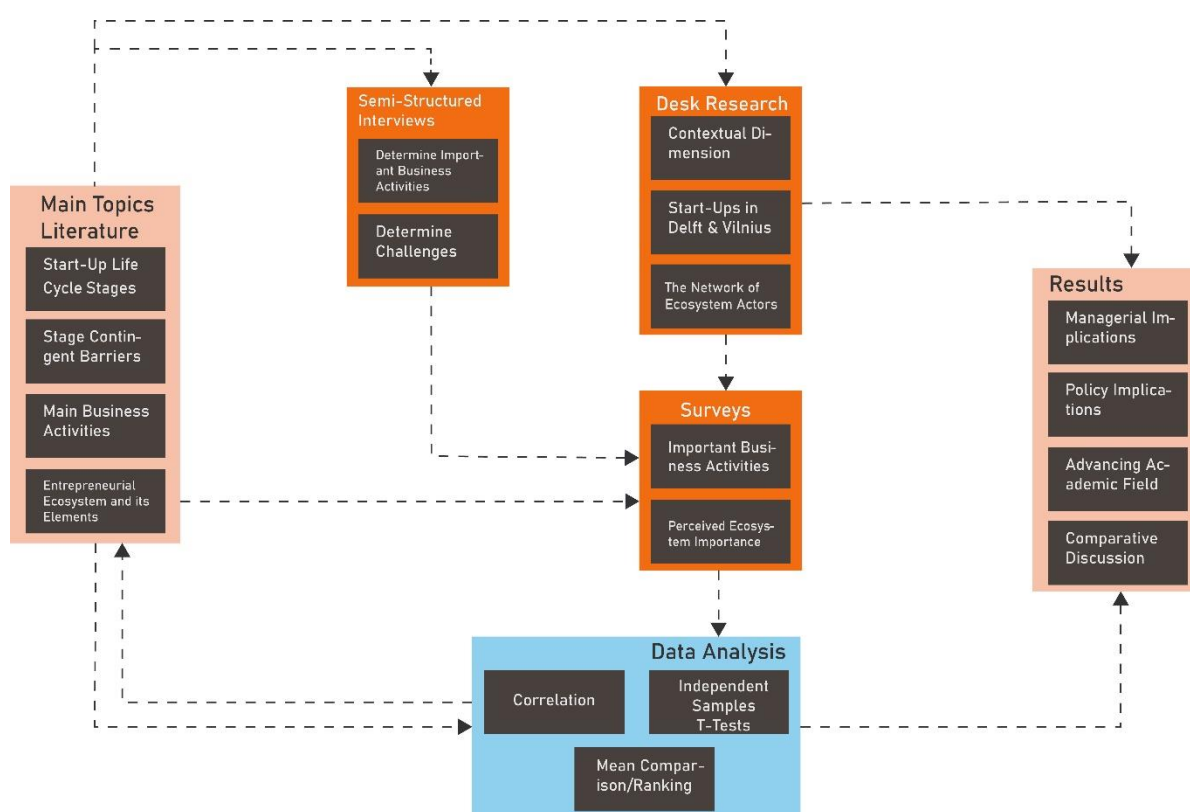 Main Topics
Literature
Start-Up Life
Cycle Stages
Stage Contin-
gent Barriers
Main Business
Activities
Entrepreneurial
Ecosystem and its
Elements
Semi-Structured
Interviews
Determine Import-
ant Business
Activities
Determine
Challenges
Desk Research
Contextual Di-
mension
Start-Ups in
Delft & Vilnius
The Network of
Ecosystem Actors
Surveys
Important Busi-
ness Activities
Perceived Ecosys-
tem Importance
Data Analysis
Correlation
Independent
Samples
T-Tests
Mean Compar-
ison/Ranking
Results
Managerial Im-
plications
Policy Implica-
tions
Advancing Ac-
ademic Field
Comparative
Discussion